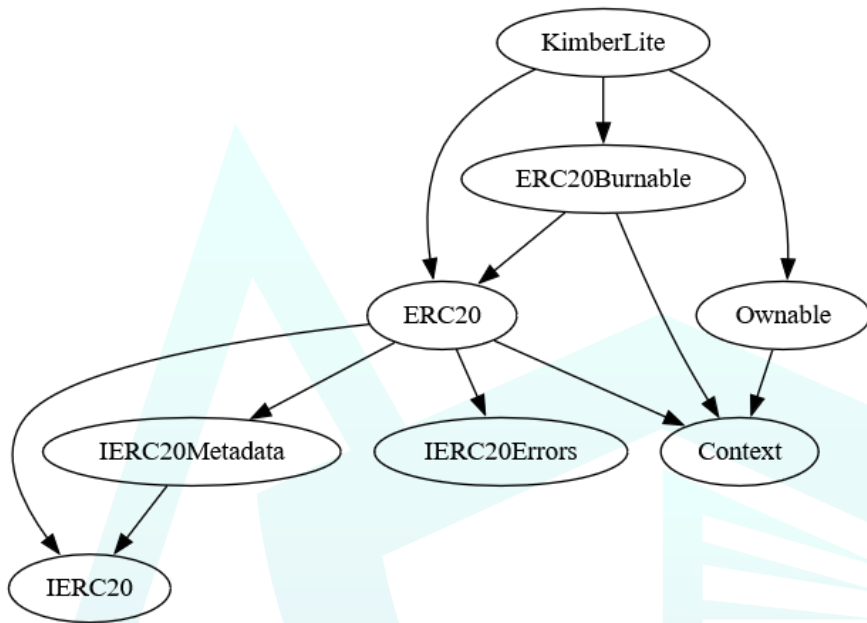 KimberLite
ERC20Burnable
ERC20
Ownable
IERC20Metadata
IERC20Errors
Context
IERC20